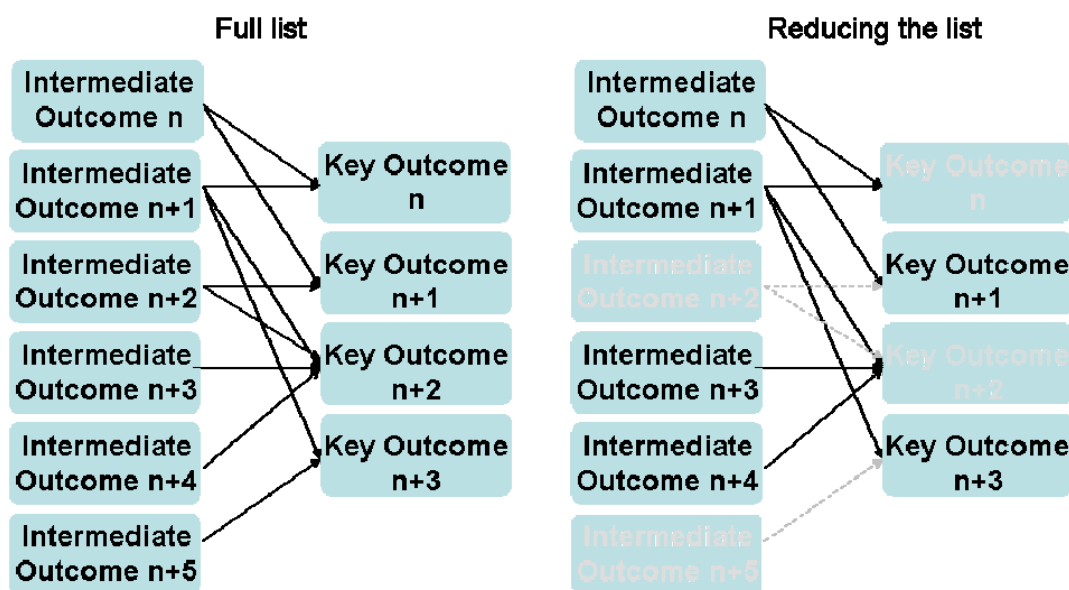 Full list
Intermediate
Outcome n
Intermediate
Outcome n+1
Intermediate
Outcome n+2
Intermediate
Outcome n+3
Intermediate
Outcome n+4
Intermediate
Outcome n+5
Key Outcome
n
Key Outcome
n+1
Key Outcome
n+2
Key Outcome
n+3
Reducing the list
Intermediate
Outcome n
Intermediate
Outcome n+1
Intermediate
Outcome n+2
Intermediate
Outcome n+3
Intermediate
Outcome n+4
Intermediate
Outcome n+5
Key Outcome
n
Key Outcome
n+1
Key Outcome
n+2
Key Outcome
n+3